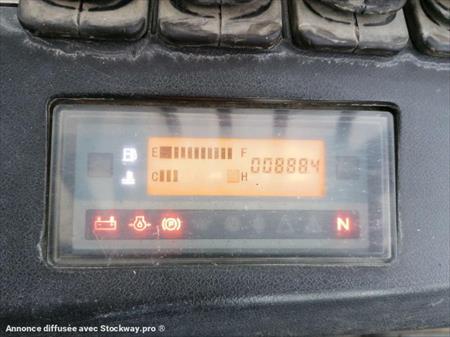 E F
008884
C H
P N
Annonce diffusée avec Stockway.pro ®